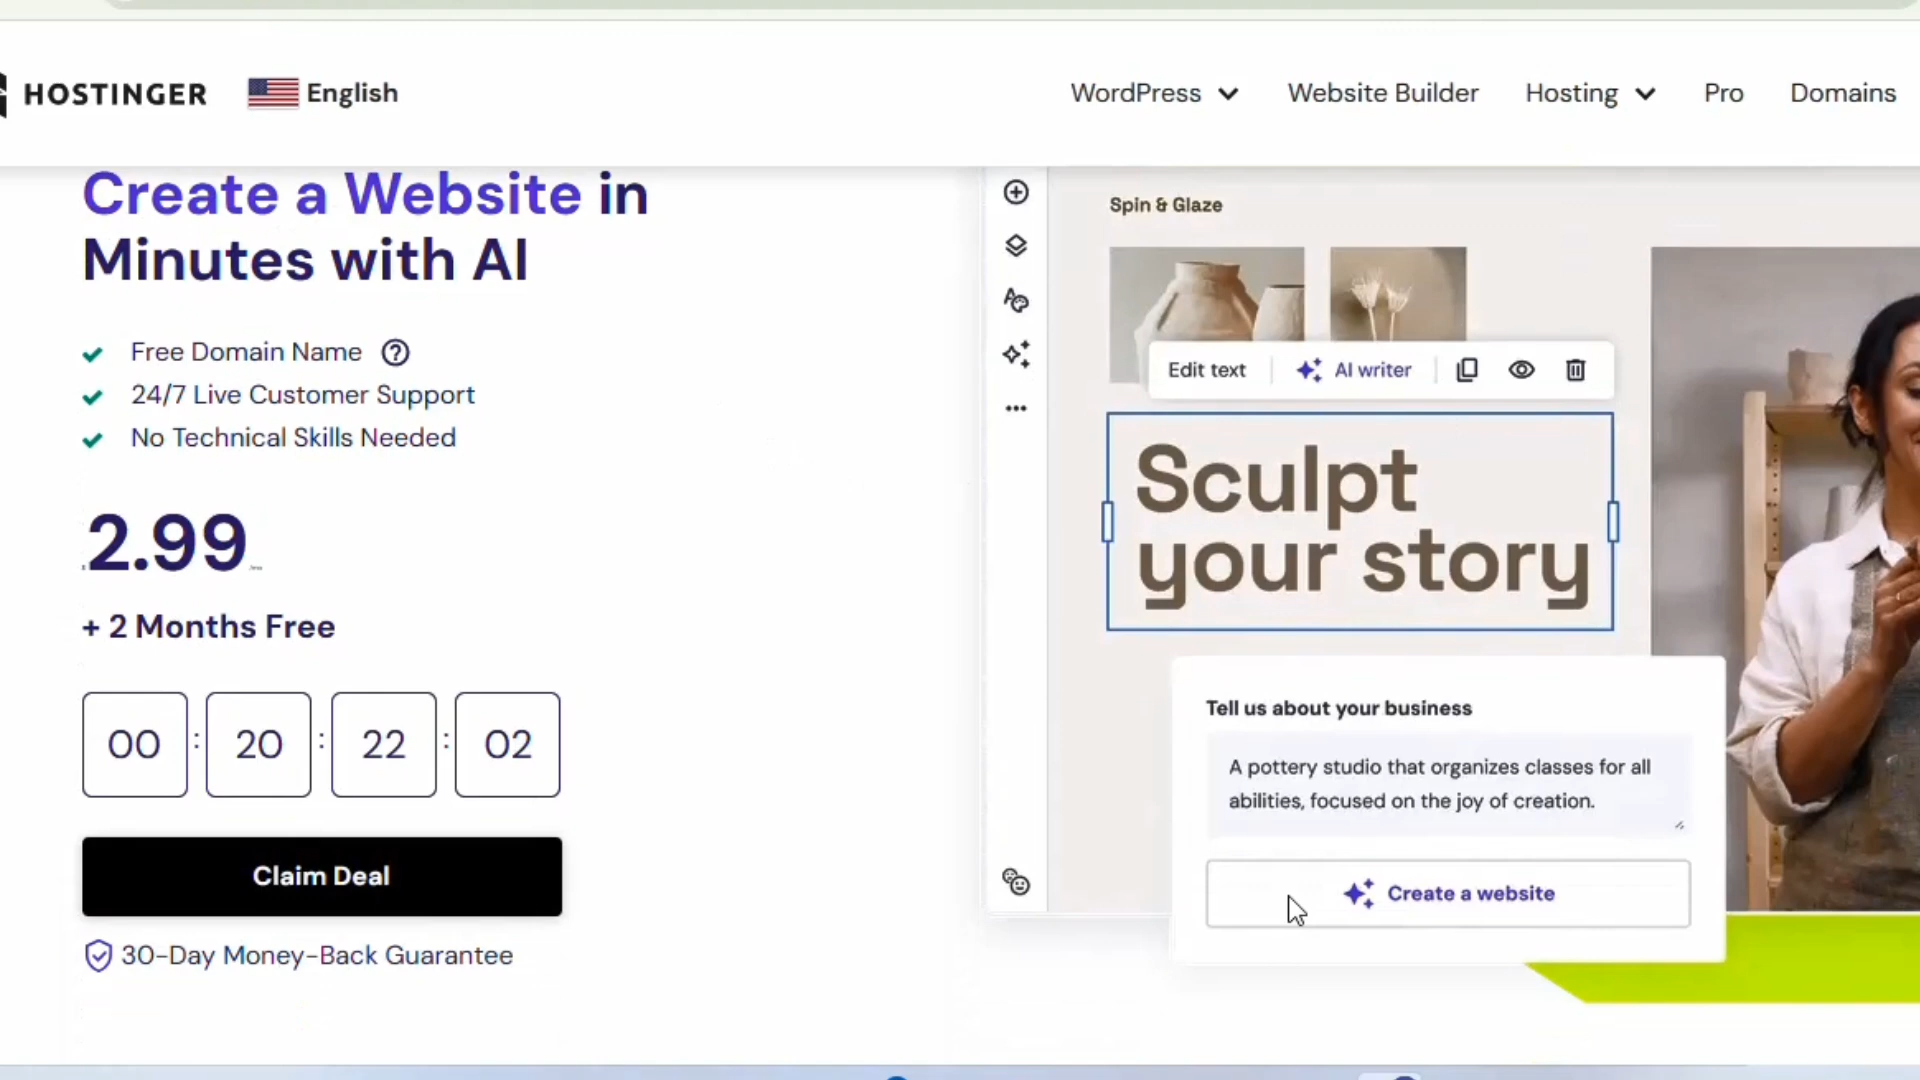 HOSTINGER
English
WordPress
Website Builder
Hosting
Pro
Domains
Create a Website in
Minutes with AI
Free Domain Name
24/7 Live Customer Support
No Technical Skills Needed
2.99
+ 2 Months Free
00 : 20 : 22 : 02
Claim Deal
30-Day Money-Back Guarantee
Spin & Glaze
Edit text
AI writer
Sculpt
your story
Tell us about your business
A pottery studio that organizes classes for all
abilities, focused on the joy of creation.
Create a website